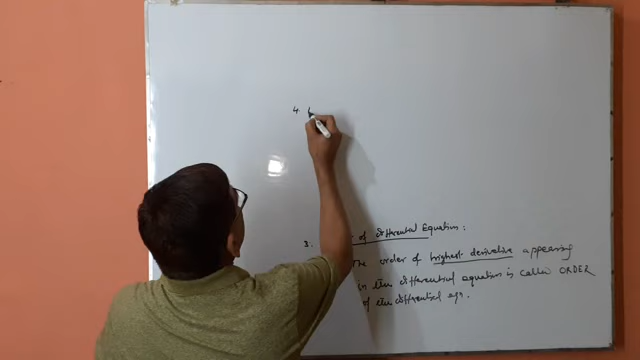 4.
3. of Differential Equation:
The order of highest derivative appearing
in the differential equation is called ORDER
of the differential eqn.